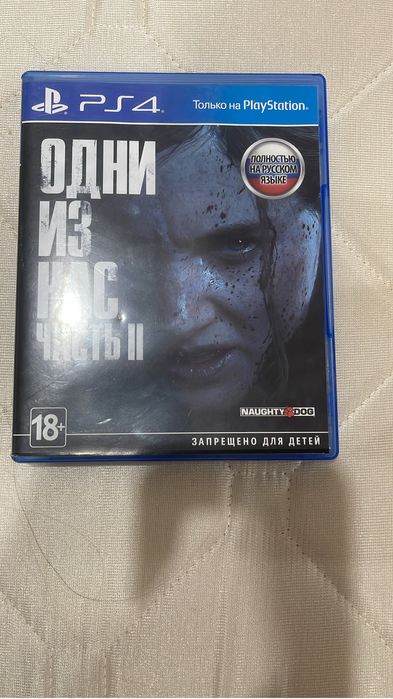 PS4
Только на PlayStation.
ПОЛНОСТЬЮ
НА РУССКОМ
ЯЗЫКЕ
ОДНИ
ИЗ
НАС
ЧАСТЬ II
NAUGHTY DOG
18+
ЗАПРЕЩЕНО ДЛЯ ДЕТЕЙ